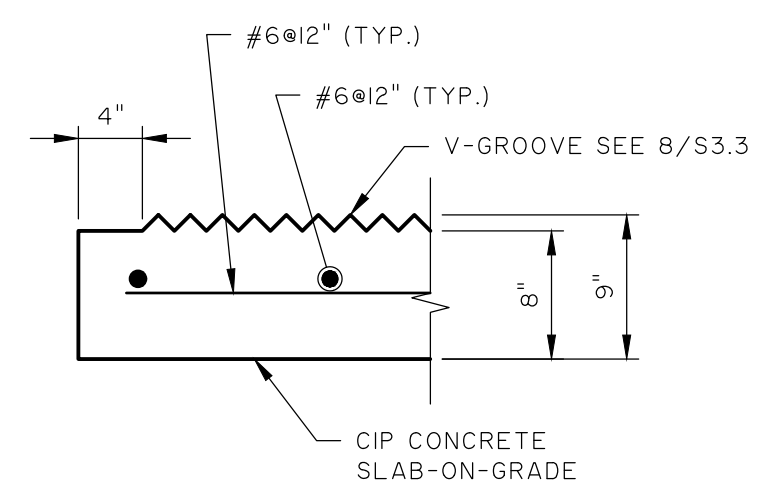 #6@12" (TYP.)
#6@12" (TYP.)
4"
V-GROOVE SEE 8/S3.3
8"
9"
CIP CONCRETE
SLAB-ON-GRADE